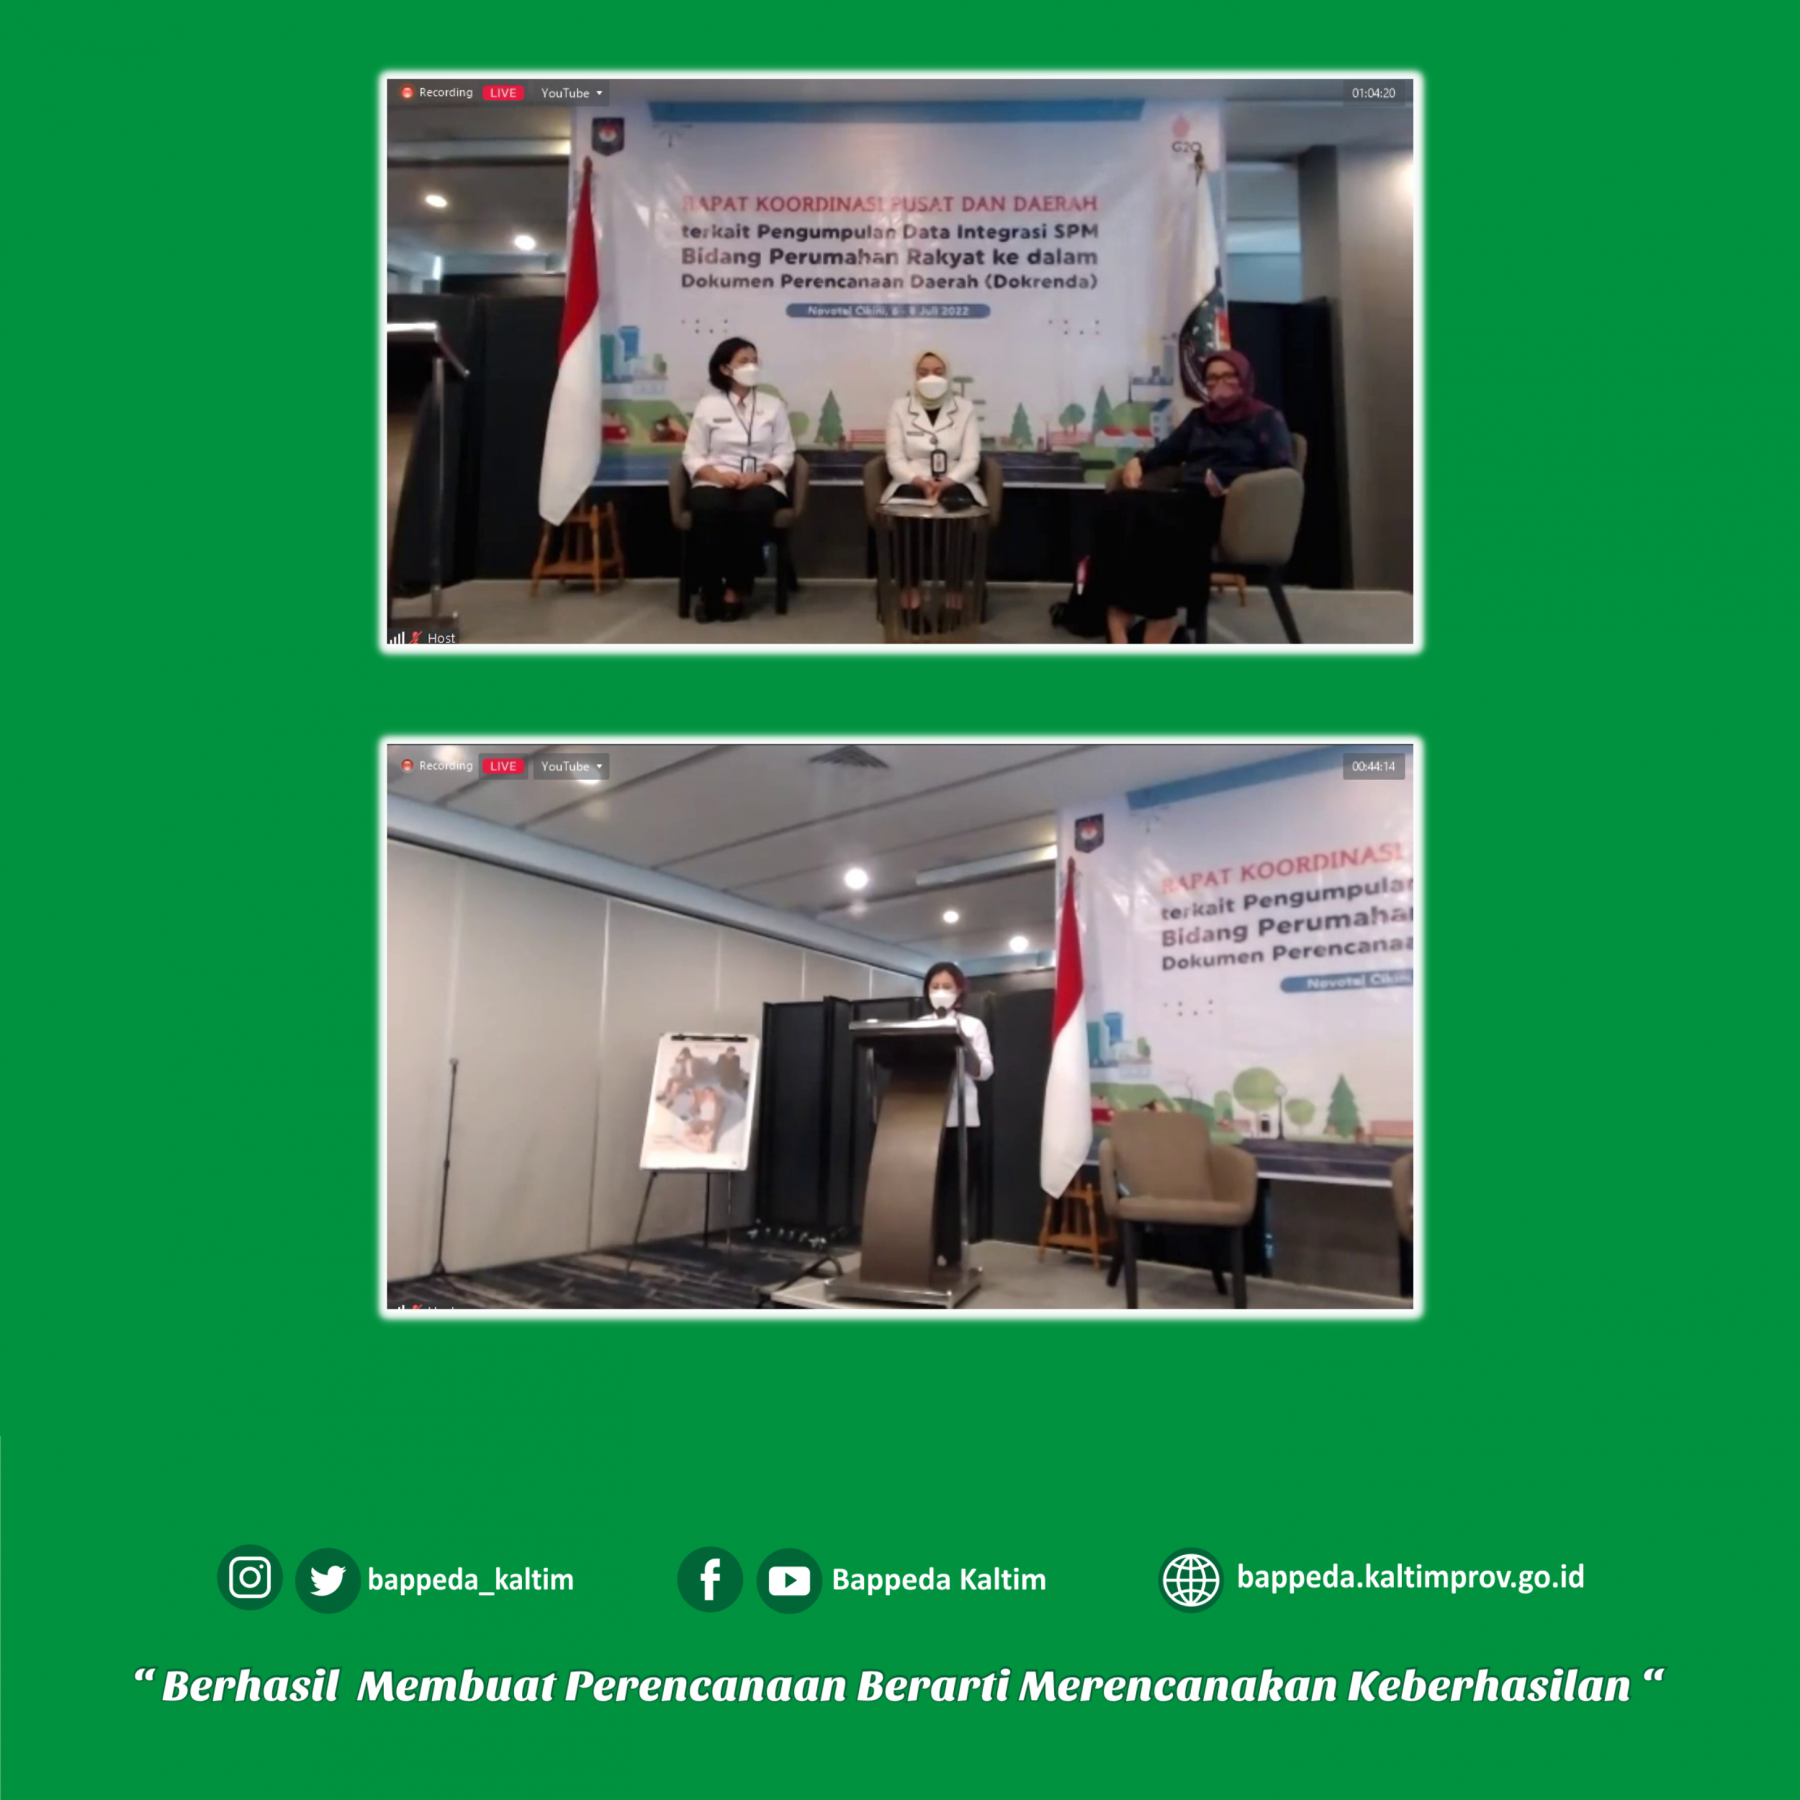 Recording LIVE YouTube 01:04:20
G20
RAPAT KOORDINASI PUSAT DAN DAERAH
terkait Pengumpulan Data Integrasi SPM
Bidang Perumahan Rakyat ke dalam
Dokumen Perencanaan Daerah (Dokrenda)
Novotel Cikini, 6 - 8 Juli 2022
Host
Recording LIVE YouTube 00:44:14
RAPAT KOORDINASI
terkait Pengumpulan
Bidang Perumahan
Dokumen Perencanaa
Novotel Cikini,
bappeda_kaltim
Bappeda Kaltim
bappeda.kaltimprov.go.id
“ Berhasil Membuat Perencanaan Berarti Merencanakan Keberhasilan “